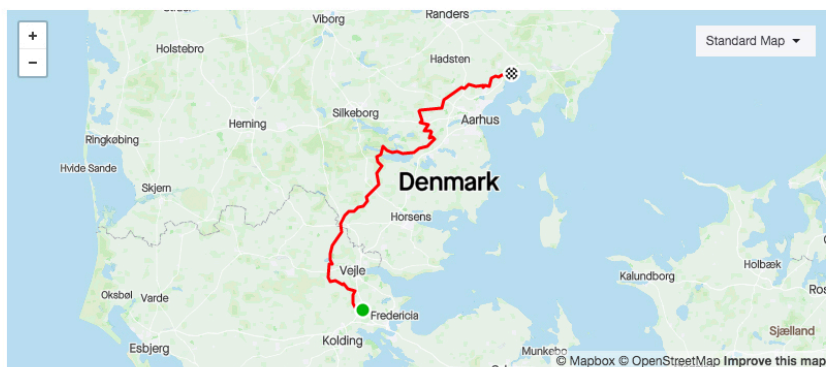 Skive
Viborg
Randers
+
Standard Map
−
Holstebro
Hadsten
Silkeborg
Aarhus
Herning
Ringkøbing
Hvide Sande
Denmark
Skjern
Horsens
Vejle
Kalundborg
Holbæk
Oksbøl
Varde
Fredericia
Ros
Sjælland
Esbjerg
Kolding
Munkebo
© Mapbox © OpenStreetMap Improve this map